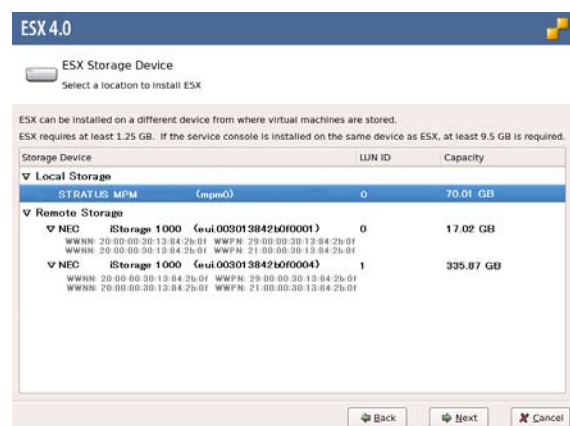 ESX 4.0
ESX Storage Device
Select a location to install ESX
ESX can be installed on a different device from where virtual machines are stored.
ESX requires at least 1.25 GB. If the service console is installed on the same device as ESX, at least 9.5 GB is required.
Storage Device LUN ID Capacity
Local Storage
STRATUS MPM (mpm0) 0 70.01 GB
Remote Storage
NEC iStorage 1000 (eui.003013842b0f0001) 0 17.02 GB
WWNN: 20:00:00:30:13:84:2b:0f WWPN: 29:00:00:30:13:84:2b:0f
WWNN: 20:00:00:30:13:84:2b:0f WWPN: 21:00:00:30:13:84:2b:0f
NEC iStorage 1000 (eui.003013842b0f0004) 1 335.87 GB
WWNN: 20:00:00:30:13:84:2b:0f WWPN: 29:00:00:30:13:84:2b:0f
WWNN: 20:00:00:30:13:84:2b:0f WWPN: 21:00:00:30:13:84:2b:0f
Back Next Cancel